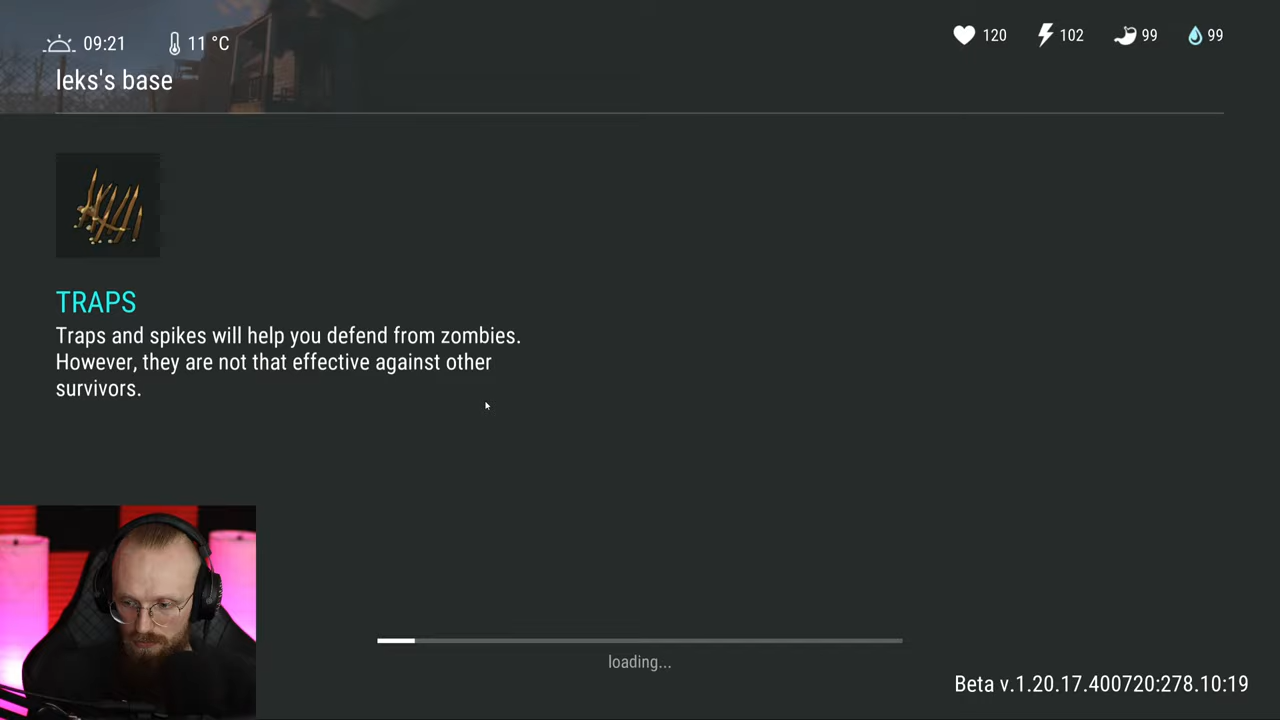 09:21 11 °C 120 102 99 99
leks's base
TRAPS
Traps and spikes will help you defend from zombies.
However, they are not that effective against other
survivors.
loading...
Beta v.1.20.17.400720:278.10:19